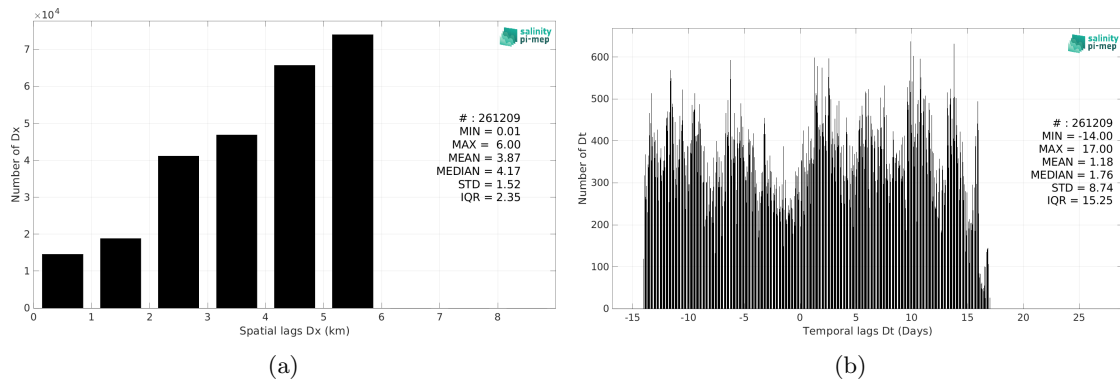 ×10⁴
7
6
5
4
3
2
1
0
Number of Dx
salinity
pi-mep
# : 261209
MIN = 0.01
MAX = 6.00
MEAN = 3.87
MEDIAN = 4.17
STD = 1.52
IQR = 2.35
0 1 2 3 4 5 6 7 8
Spatial lags Dx (km)
(a)
600
500
400
300
200
100
0
Number of Dt
salinity
pi-mep
# : 261209
MIN = -14.00
MAX = 17.00
MEAN = 1.18
MEDIAN = 1.76
STD = 8.74
IQR = 15.25
-15 -10 -5 0 5 10 15 20 25
Temporal lags Dt (Days)
(b)